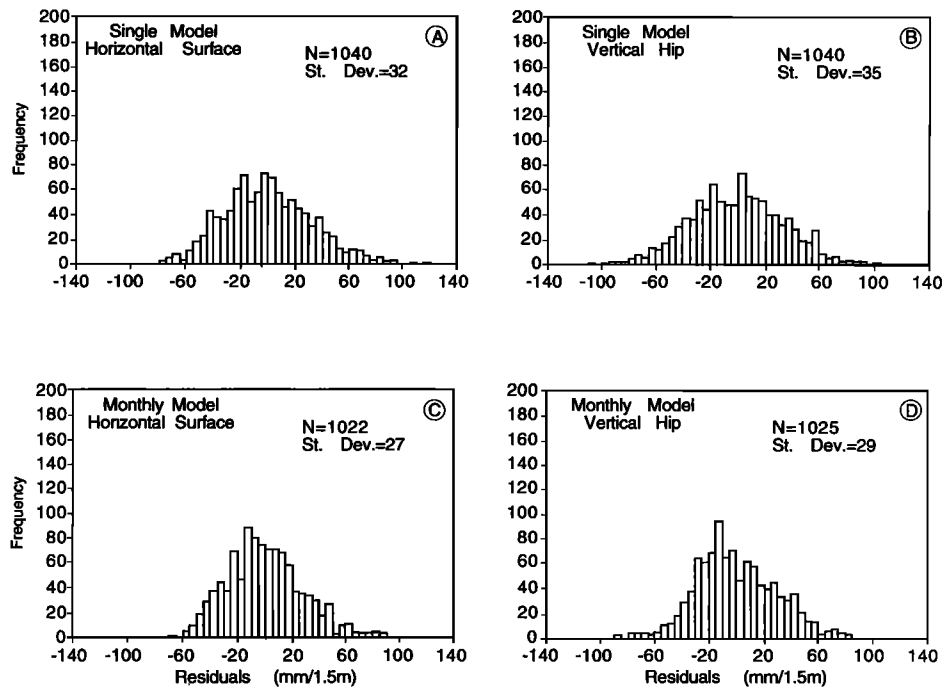 Single Model
Horizontal Surface
A
N=1040
St. Dev.=32
Frequency
200
180
160
140
120
100
80
60
40
20
0
-140 -100 -60 -20 20 60 100 140
Single Model
Vertical Hip
B
N=1040
St. Dev.=35
200
180
160
140
120
100
80
60
40
20
0
-140 -100 -60 -20 20 60 100 140
Monthly Model
Horizontal Surface
C
N=1022
St. Dev.=27
Frequency
200
180
160
140
120
100
80
60
40
20
0
-140 -100 -60 -20 20 60 100 140
Residuals (mm/1.5m)
Monthly Model
Vertical Hip
D
N=1025
St. Dev.=29
200
180
160
140
120
100
80
60
40
20
0
-140 -100 -60 -20 20 60 100 140
Residuals (mm/1.5m)